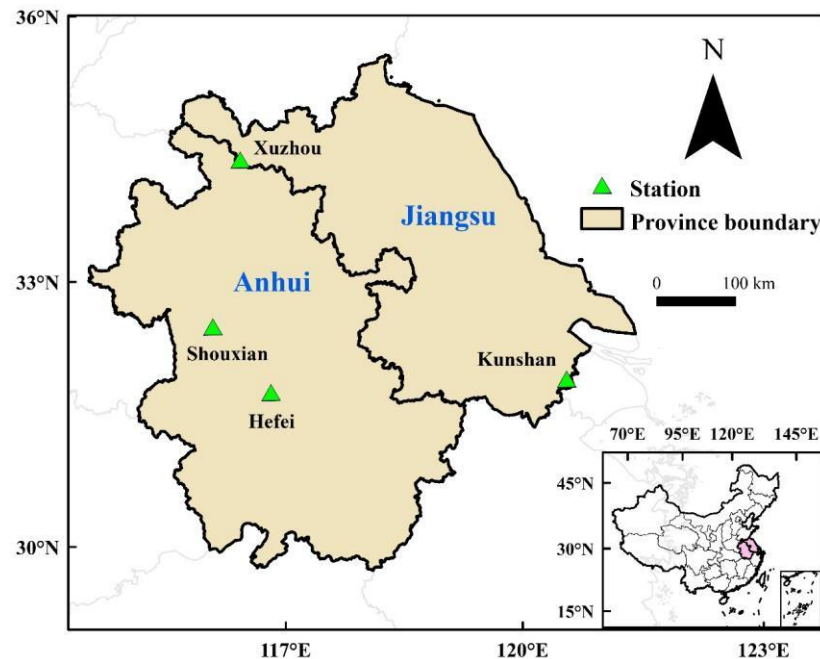 36°N
N
Xuzhou
Station
Jiangsu
Province boundary
33°N
Anhui
0 100 km
Shouxian
Kunshan
Hefei
70°E 95°E 120°E 145°E
45°N
30°N
30°N
15°N
117°E 120°E 123°E